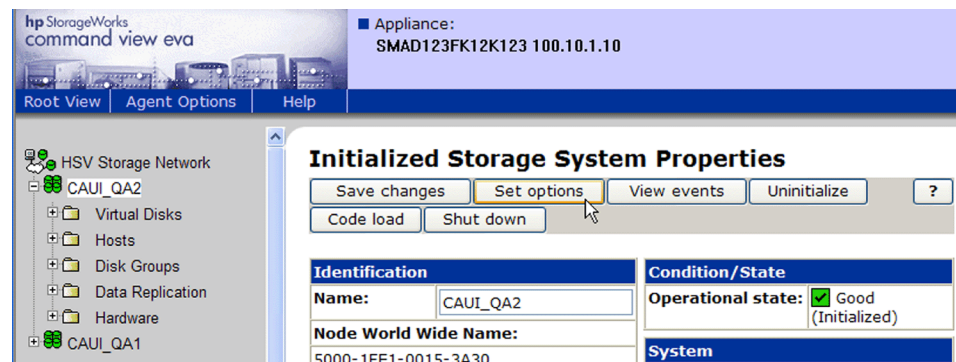 hp StorageWorks
command view eva
Appliance:
SMAD123FK12K123 100.10.1.10
Root View Agent Options Help
HSV Storage Network
CAUI_QA2
Virtual Disks
Hosts
Disk Groups
Data Replication
Hardware
CAUI_QA1
Initialized Storage System Properties
Save changes Set options View events Uninitialize ?
Code load Shut down
Identification
Name: CAUI_QA2
Node World Wide Name:
5000-1FE1-0015-3A30
Condition/State
Operational state: Good
(Initialized)
System